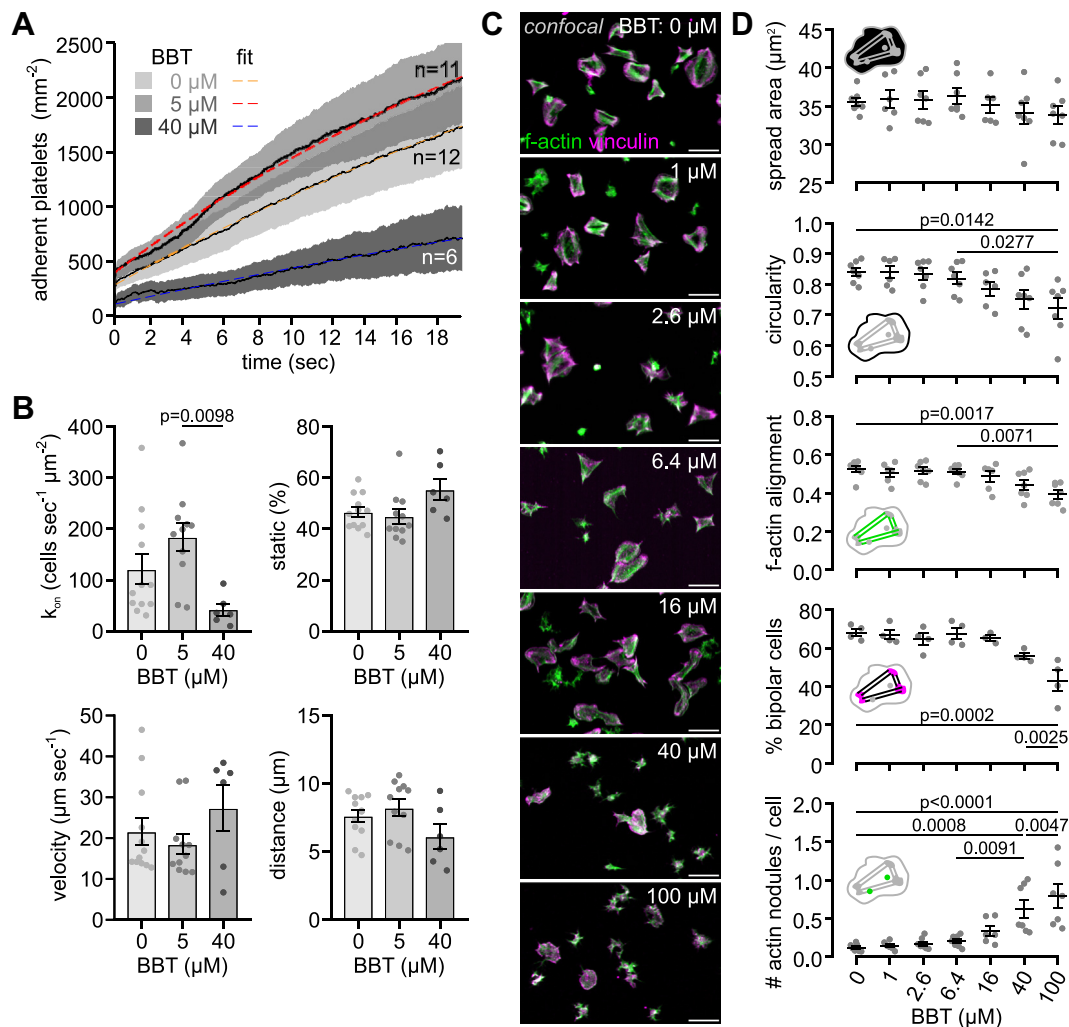 A
BBT fit
0 µM
5 µM
40 µM
n=11
n=12
n=6
adherent platelets (mm⁻²)
2500
2000
1500
1000
500
0
0 2 4 6 8 10 12 14 16 18
time (sec)
B
p=0.0098
kon (cells sec⁻¹ µm⁻²)
400
300
200
100
0
0 5 40
BBT (µM)
static (%)
80
60
40
20
0
0 5 40
BBT (µM)
velocity (µm sec⁻¹)
50
40
30
20
10
0
0 5 40
BBT (µM)
distance (µm)
15
10
5
0
0 5 40
BBT (µM)
C
confocal BBT: 0 µM
f-actin vinculin
1 µM
2.6 µM
6.4 µM
16 µM
40 µM
100 µM
D
spread area (µm²)
45
40
35
30
25
circularity
p=0.0142
0.0277
1.0
0.9
0.8
0.7
0.6
0.5
f-actin alignment
p=0.0017
0.0071
1.0
0.8
0.6
0.4
0.2
0.0
% bipolar cells
80
60
40
20
0
p=0.0002
0.0025
# actin nodules / cell
p<0.0001
0.0008 0.0047
0.0091
2.0
1.5
1.0
0.5
0.0
0 1 2.6 6.4 16 40 100
BBT (µM)